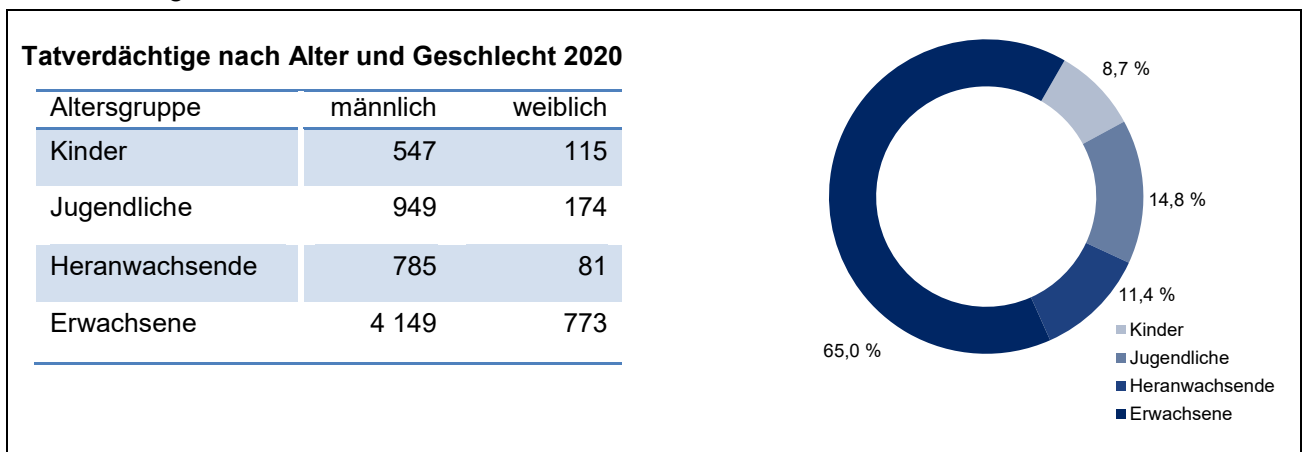 Tatverdächtige nach Alter und Geschlecht 2020
Altersgruppe männlich weiblich
Kinder 547 115
Jugendliche 949 174
Heranwachsende 785 81
Erwachsene 4 149 773
8,7 %
14,8 %
11,4 %
65,0 %
Kinder
Jugendliche
Heranwachsende
Erwachsene